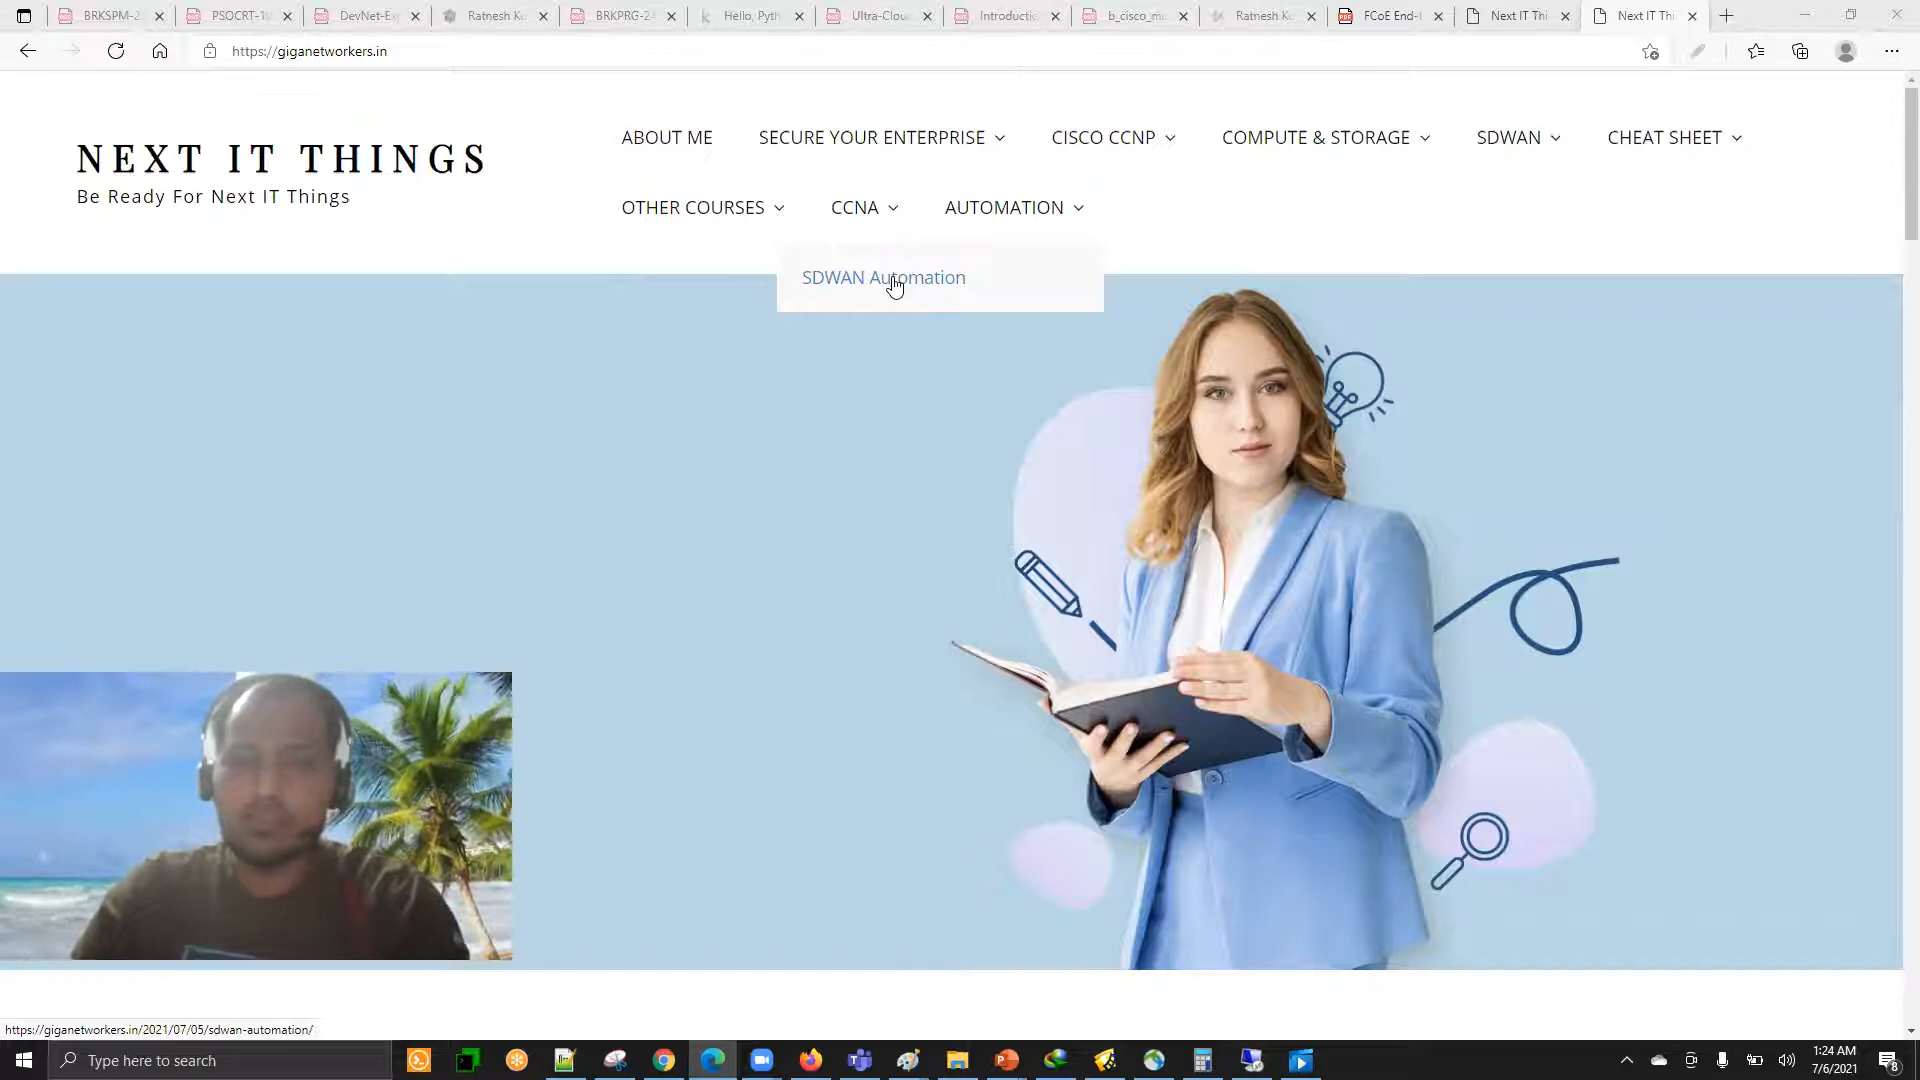 BRKSPM-2
PSOCRT-1
DevNet-Ex
Ratnesh K
BRKPRG-2
Hello, Pyth
Ultra-Clou
Introductio
b_cisco_m
Ratnesh K
FCoE End-
Next IT Thi
Next IT Thi
https://giganetworkers.in
ABOUT ME
SECURE YOUR ENTERPRISE
CISCO CCNP
COMPUTE & STORAGE
SDWAN
CHEAT SHEET
NEXT IT THINGS
Be Ready For Next IT Things
OTHER COURSES
CCNA
AUTOMATION
SDWAN Automation
https://giganetworkers.in/2021/07/05/sdwan-automation/
Type here to search
1:24 AM
7/6/2021
8